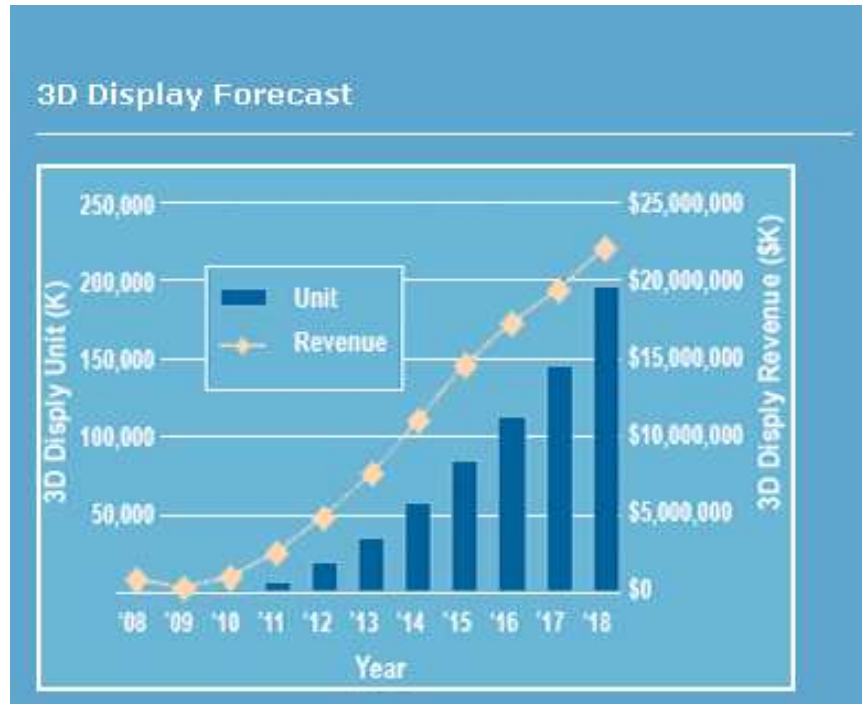 3D Display Forecast
250,000
200,000
150,000
100,000
50,000
3D Disply Unit (K)
Unit
Revenue
$25,000,000
$20,000,000
$15,000,000
$10,000,000
$5,000,000
$0
3D Disply Revenue ($K)
'08 '09 '10 '11 '12 '13 '14 '15 '16 '17 '18
Year